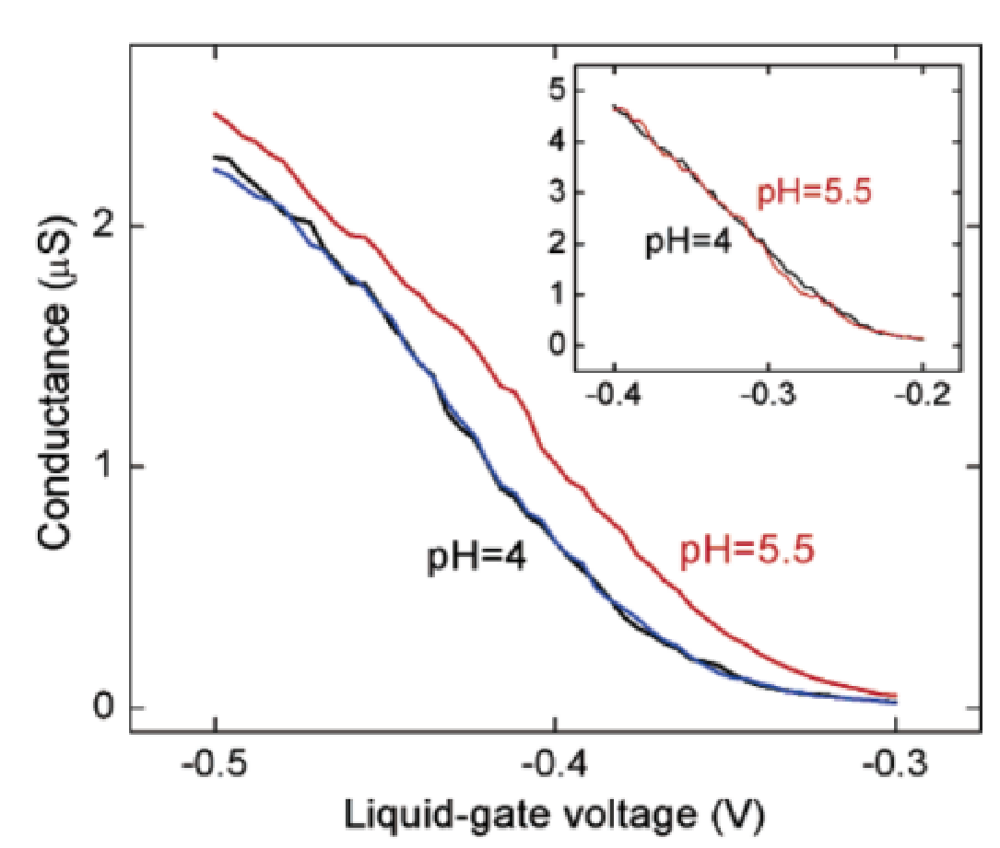 Conductance (μS)
2
1
0
-0.5
-0.4
-0.3
Liquid-gate voltage (V)
pH=4
pH=5.5
5
4
3
2
1
0
-0.4
-0.3
-0.2
pH=5.5
pH=4